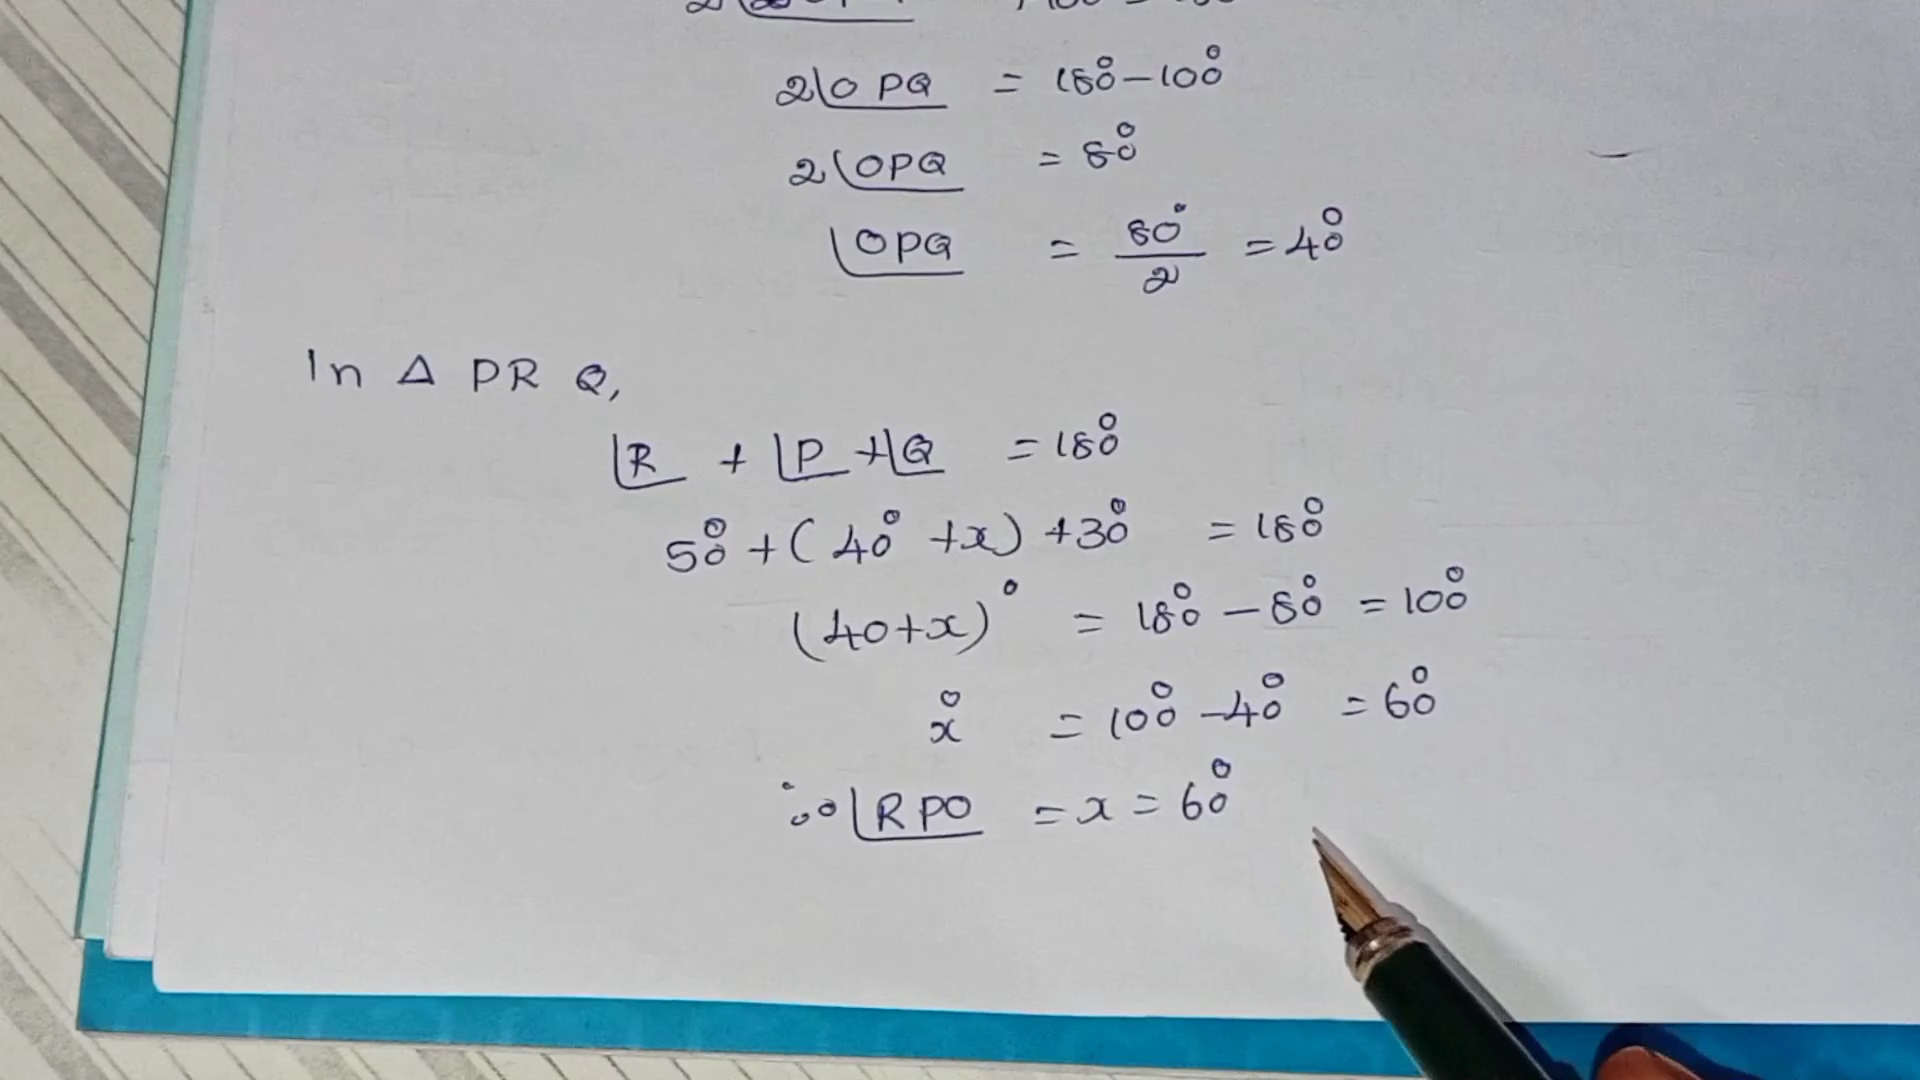 2∠OPQ = 180° - 100°
2∠OPQ = 80°
∠OPQ = 80°/2 = 40°
In Δ PRQ,
∠R + ∠P + ∠Q = 180°
50° + (40° + x) + 30° = 180°
(40+x)° = 180° - 80° = 100°
x° = 100° - 40° = 60°
∴ ∠RPO = x = 60°